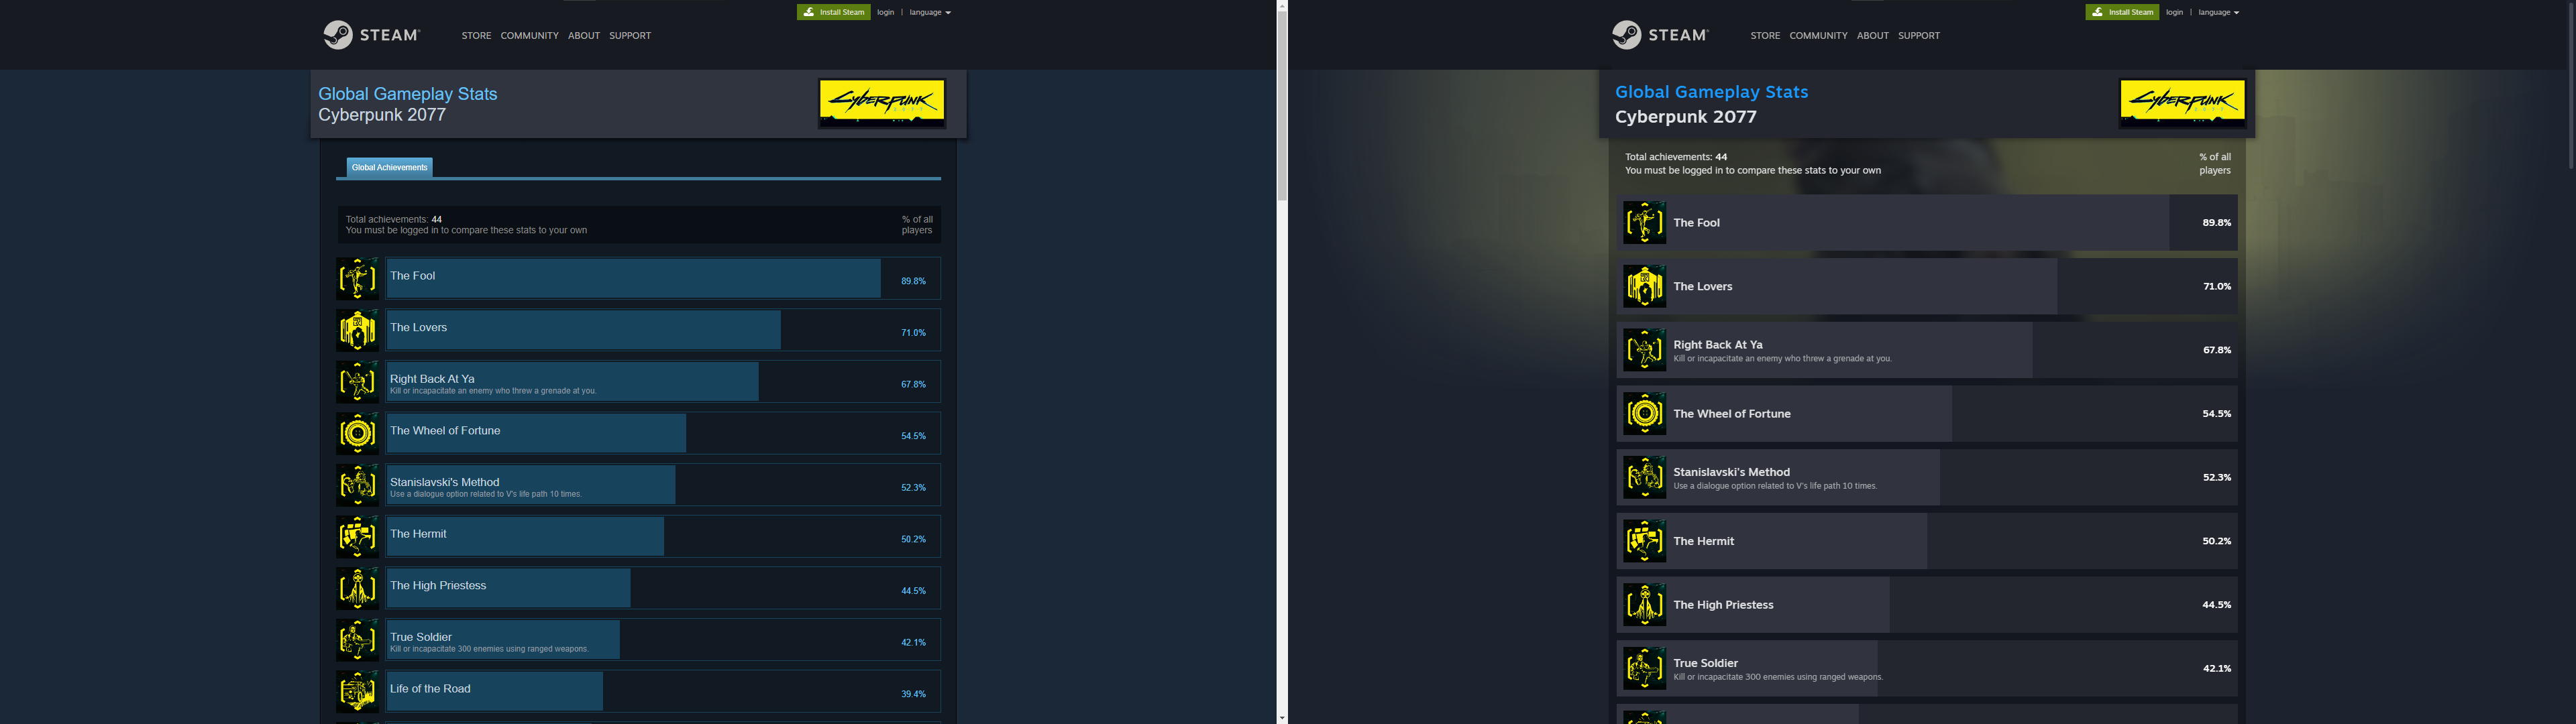 Install Steam login | language
STEAM®
STORE COMMUNITY ABOUT SUPPORT
Global Gameplay Stats
Cyberpunk 2077
CYBERPUNK
Global Achievements
Total achievements: 44
You must be logged in to compare these stats to your own
% of all
players
The Fool
89.8%
The Lovers
71.0%
Right Back At Ya
Kill or incapacitate an enemy who threw a grenade at you.
67.8%
The Wheel of Fortune
54.5%
Stanislavski's Method
Use a dialogue option related to V's life path 10 times.
52.3%
The Hermit
50.2%
The High Priestess
44.5%
True Soldier
Kill or incapacitate 300 enemies using ranged weapons.
42.1%
Life of the Road
39.4%
Install Steam login | language
STEAM®
STORE COMMUNITY ABOUT SUPPORT
Global Gameplay Stats
Cyberpunk 2077
CYBERPUNK
Total achievements: 44
You must be logged in to compare these stats to your own
% of all
players
The Fool
89.8%
The Lovers
71.0%
Right Back At Ya
Kill or incapacitate an enemy who threw a grenade at you.
67.8%
The Wheel of Fortune
54.5%
Stanislavski's Method
Use a dialogue option related to V's life path 10 times.
52.3%
The Hermit
50.2%
The High Priestess
44.5%
True Soldier
Kill or incapacitate 300 enemies using ranged weapons.
42.1%